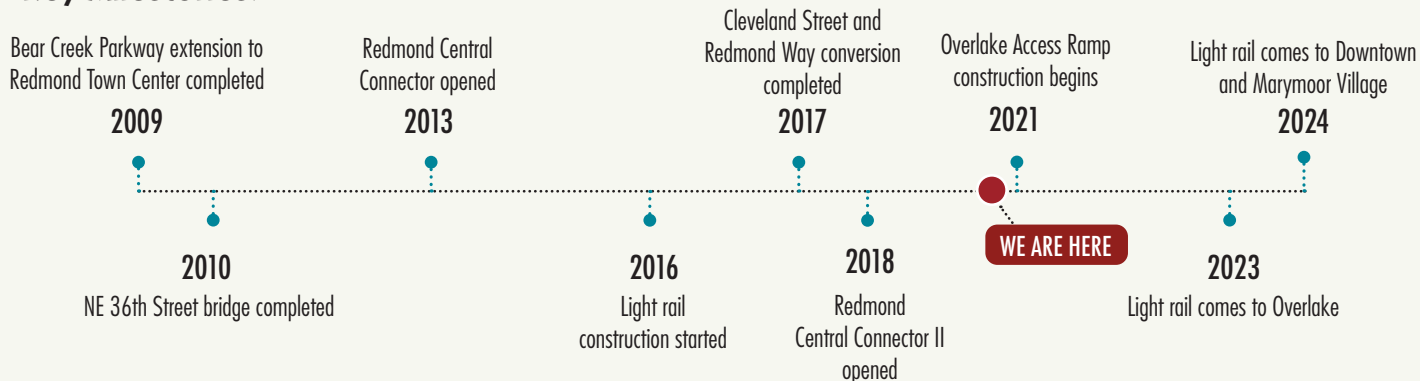 Bear Creek Parkway extension to
Redmond Town Center completed
2009
Redmond Central
Connector opened
2013
Cleveland Street and
Redmond Way conversion
completed
2017
Overlake Access Ramp
construction begins
2021
Light rail comes to Downtown
and Marymoor Village
2024
WE ARE HERE
2010
NE 36th Street bridge completed
2016
Light rail
construction started
2018
Redmond
Central Connector II
opened
2023
Light rail comes to Overlake